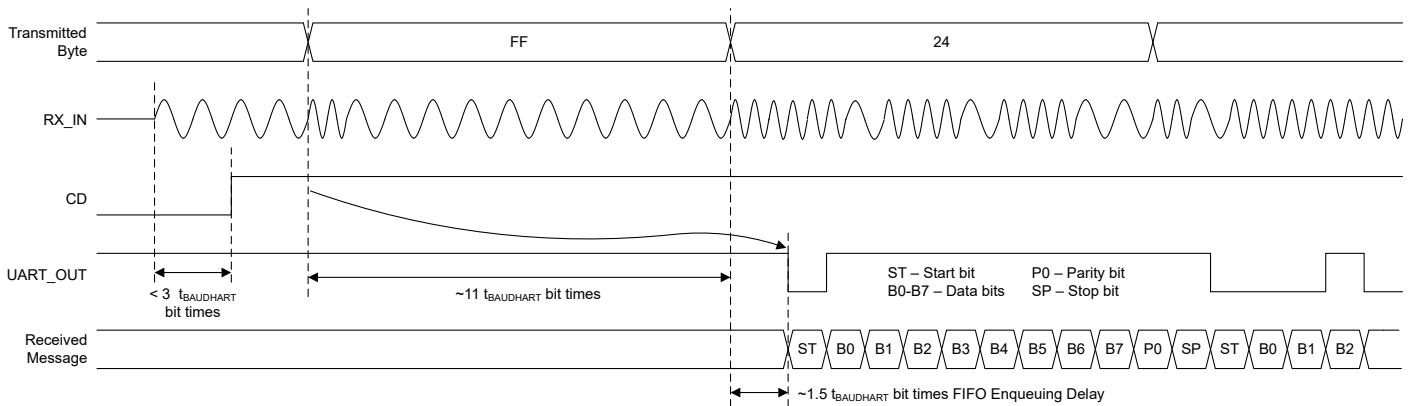 Transmitted
Byte
FF
24
RX_IN
CD
UART_OUT
ST – Start bit
P0 – Parity bit
B0-B7 – Data bits
SP – Stop bit
< 3 tBAUDHART
bit times
~11 tBAUDHART bit times
Received
Message
ST B0 B1 B2 B3 B4 B5 B6 B7 P0 SP ST B0 B1 B2
~1.5 tBAUDHART bit times FIFO Enqueuing Delay